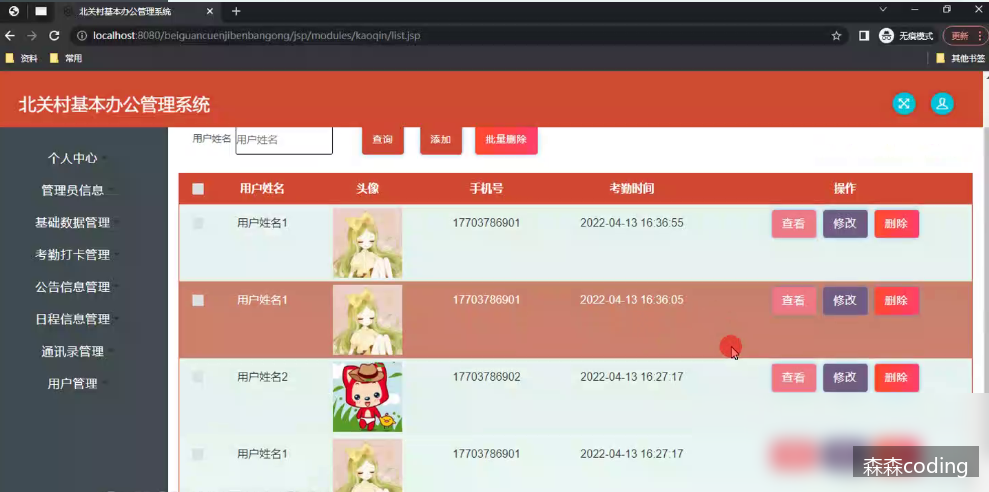 北关村基本办公管理系统
localhost:8080/beiguancuenjibenbangong/jsp/modules/kaoqin/list.jsp
无痕模式
更新
资料
常用
其他书签
北关村基本办公管理系统
个人中心
管理员信息
基础数据管理
考勤打卡管理
公告信息管理
日程信息管理
通讯录管理
用户管理
用户姓名 用户姓名 查询 添加 批量删除
用户姓名 头像 手机号 考勤时间 操作
用户姓名1 17703786901 2022-04-13 16:36:55 查看 修改 删除
用户姓名1 17703786901 2022-04-13 16:36:05 查看 修改 删除
用户姓名2 17703786902 2022-04-13 16:27:17 查看 修改 删除
用户姓名1 17703786901 2022-04-13 16:27:17
森森coding